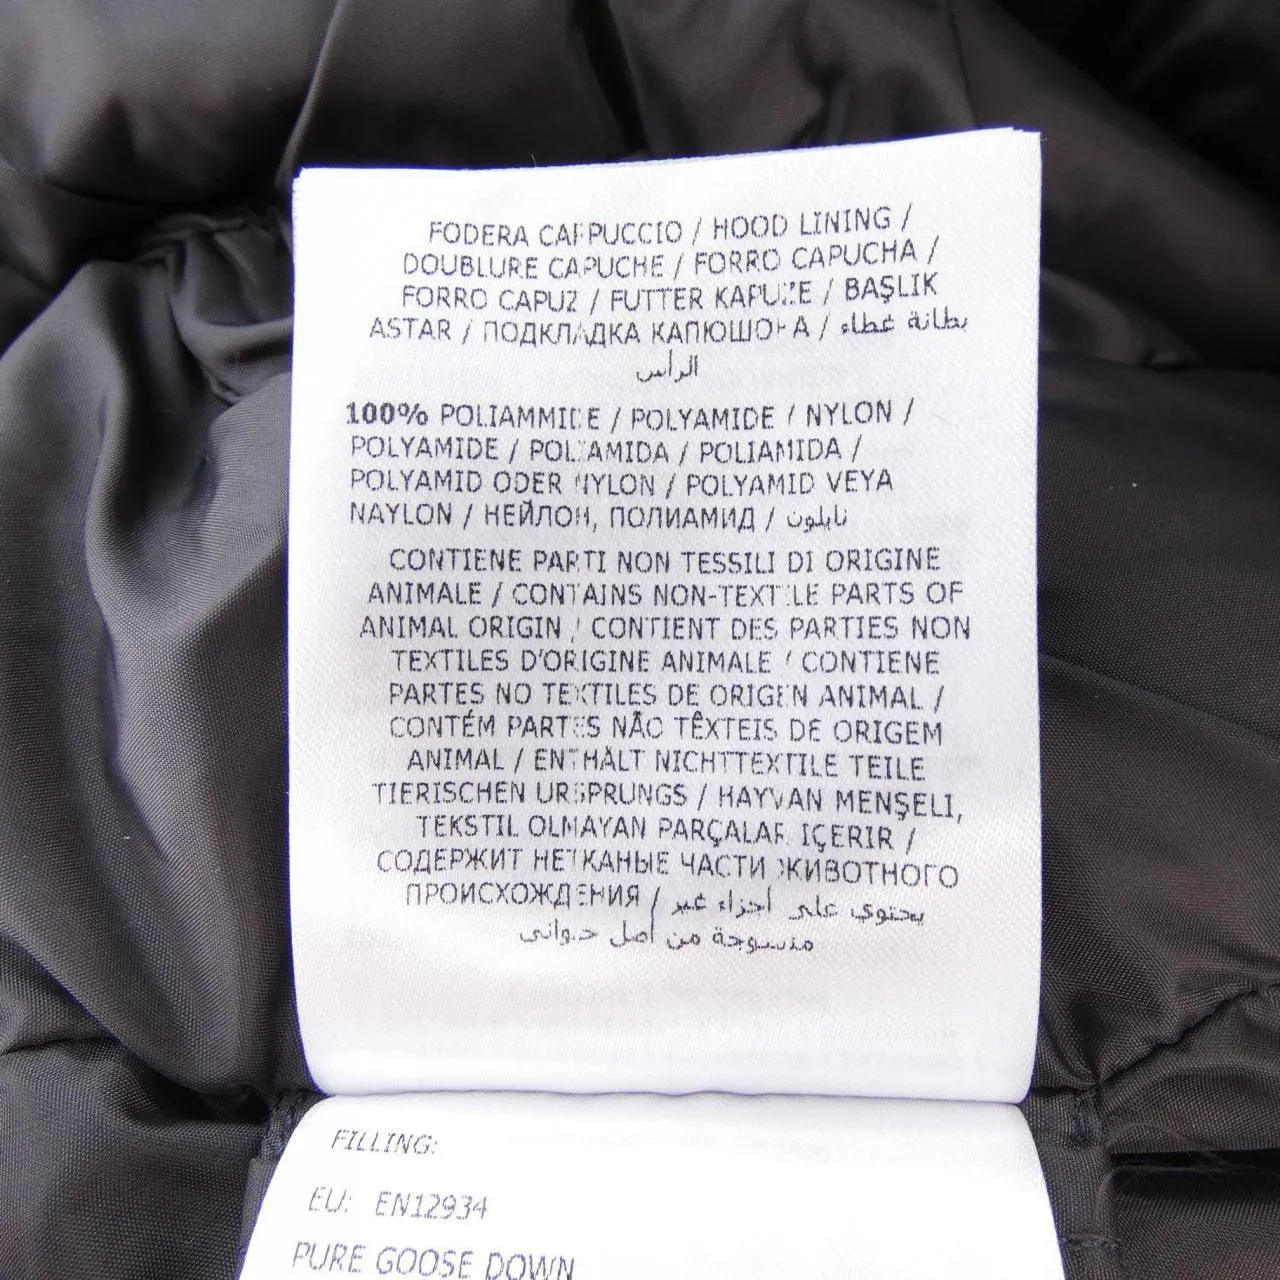 FODERA CAPPUCCIO / HOOD LINING /
DOUBLURE CAPUCHE / FORRO CAPUCHA /
FORRO CAPUZ / FUTTER KAPUZE / BAŞLIK
ASTAR / ПОДКЛАДКА КАПЮШОНА / بطانة غطاء
الرأس
100% POLIAMMIDE / POLYAMIDE / NYLON /
POLYAMIDE / POLIAMIDA / POLIAMIDA /
POLYAMID ODER NYLON / POLYAMID VEYA
NAYLON / НЕЙЛОН, ПОЛИАМИД / نايلون
CONTIENE PARTI NON TESSILI DI ORIGINE
ANIMALE / CONTAINS NON-TEXTILE PARTS OF
ANIMAL ORIGIN / CONTIENT DES PARTIES NON
TEXTILES D'ORIGINE ANIMALE / CONTIENE
PARTES NO TEXTILES DE ORIGEN ANIMAL /
CONTÉM PARTES NÃO TÊXTEIS DE ORIGEM
ANIMAL / ENTHÄLT NICHTTEXTILE TEILE
TIERISCHEN URSPRUNGS / HAYVAN MENŞELI,
TEKSTIL OLMAYAN PARÇALAR IÇERIR /
СОДЕРЖИТ НЕТКАНЫЕ ЧАСТИ ЖИВОТНОГО
ПРОИСХОЖДЕНИЯ / يحتوي على أجزاء غير
منسوجة من أصل حيواني
FILLING:
EU: EN12934
PURE GOOSE DOWN